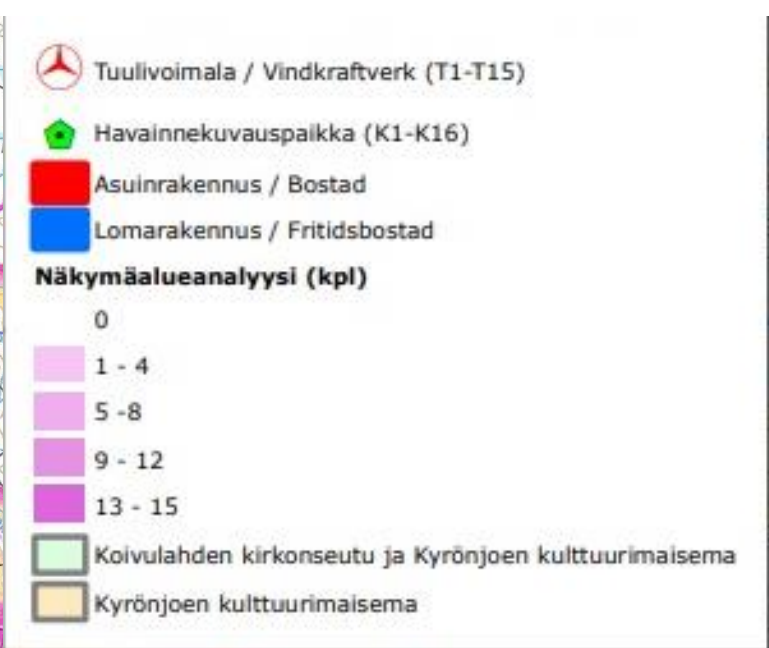 Tuulivoimala / Vindkraftverk (T1-T15)
Havainnekuvauspaikka (K1-K16)
Asuinrakennus / Bostad
Lomarakennus / Fritidsbostad
Näkymäalueanalyysi (kpl)
0
1 - 4
5 -8
9 - 12
13 - 15
Koivulahden kirkonseutu ja Kyrönjoen kulttuurimaisema
Kyrönjoen kulttuurimaisema